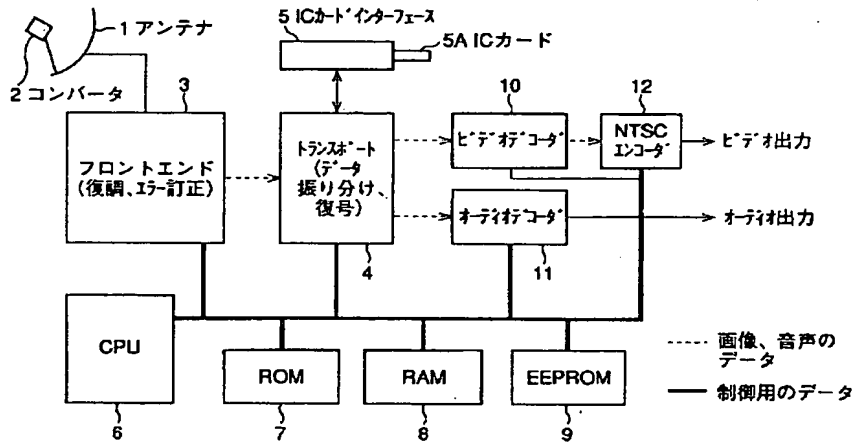 1 アンテナ
2 コンバータ
5 ICカードインターフェース
5A ICカード
3
フロントエンド
(復調、エラー訂正)
トランスポート
(データ
振り分け、
復号)
4
10
ビデオデコーダ
12
NTSC
エンコーダ
ビデオ出力
オーディオデコーダ
11
オーディオ出力
CPU
6
ROM
7
RAM
8
EEPROM
9
画像、音声の
データ
制御用のデータ